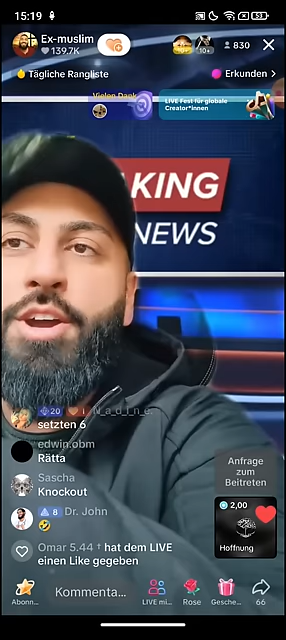 15:19
53
Ex-muslim
139,7K
10+
830
Tägliche Rangliste
Erkunden >
Vielen Dank
LIVE Fest für globale
Creator*innen
KING
NEWS
20
N_a_d_i_n_e.
setzten 6
edwin.obm
Rätta
Sascha
Knockout
8 Dr. John
Omar 5.44 † hat dem LIVE
einen Like gegeben
Anfrage
zum
Beitreten
2,00
Hoffnung
Abonn...
Kommenta...
LIVE mi...
Rose
Gesche...
66